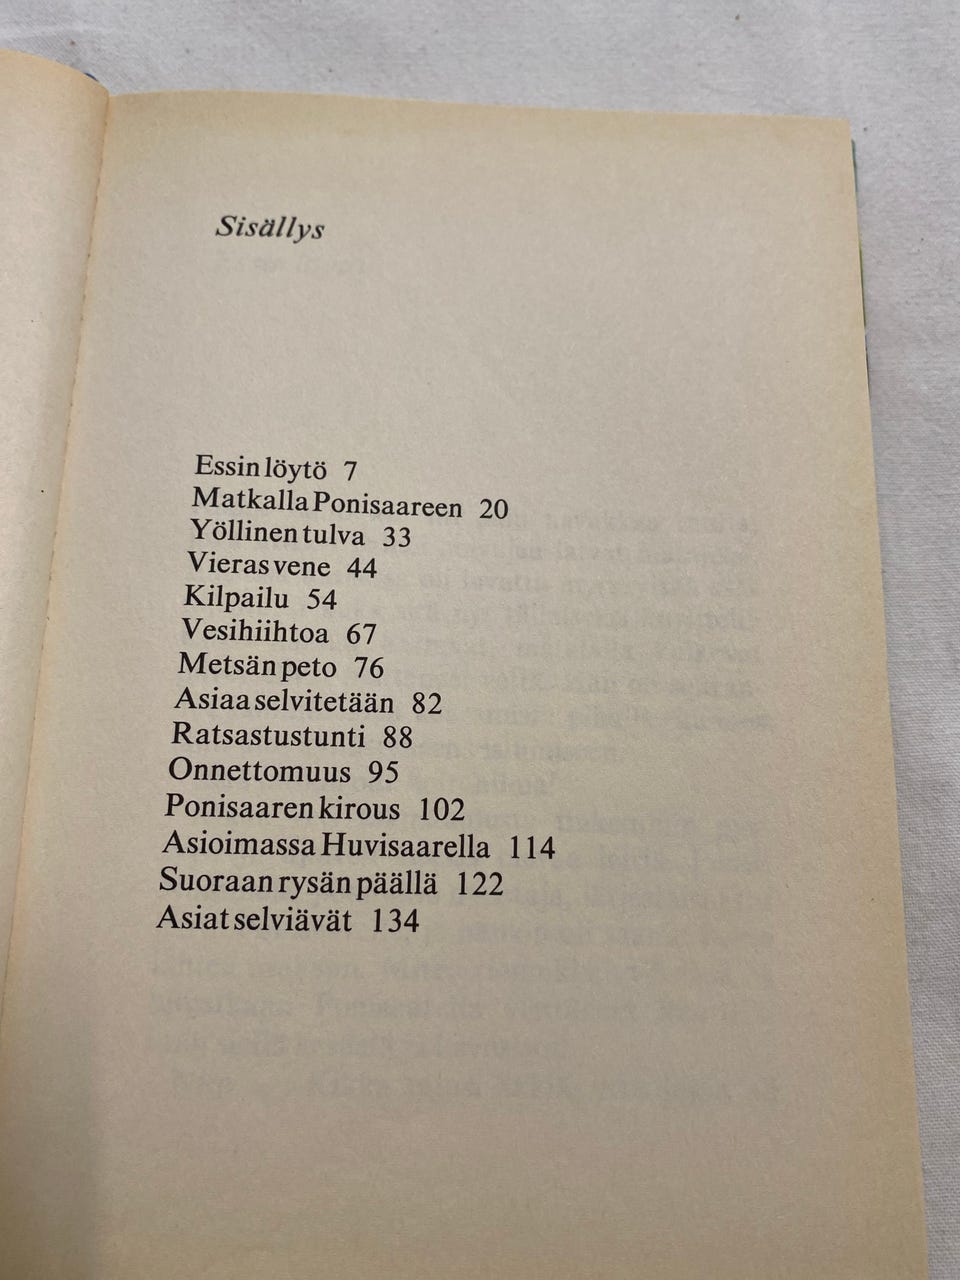 Sisällys
Essin löytö 7
Matkalla Ponisaareen 20
Yöllinen tulva 33
Vieras vene 44
Kilpailu 54
Vesihiihtoa 67
Metsän peto 76
Asiaa selvitetään 82
Ratsastustunti 88
Onnettomuus 95
Ponisaaren kirous 102
Asioimassa Huvisaarella 114
Suoraan rysän päällä 122
Asiat selviävät 134